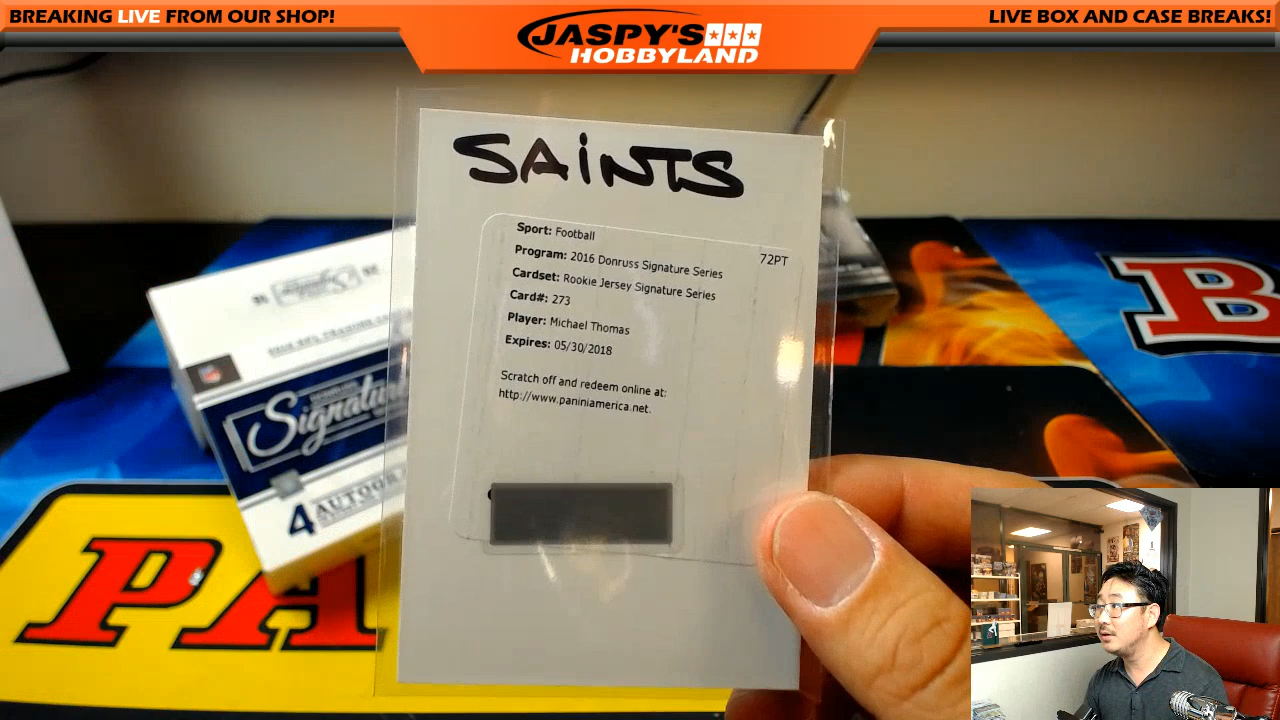 BREAKING LIVE FROM OUR SHOP!
JASPY'S
HOBBYLAND
LIVE BOX AND CASE BREAKS!
SAiNTS
Sport: Football
72PT
Program: 2016 Donruss Signature Series
Cardset: Rookie Jersey Signature Series
Card#: 273
Player: Michael Thomas
Expires: 05/30/2018
Scratch off and redeem online at:
http://www.paniniamerica.net.
Signatu
4 AUTOGR
PA
B